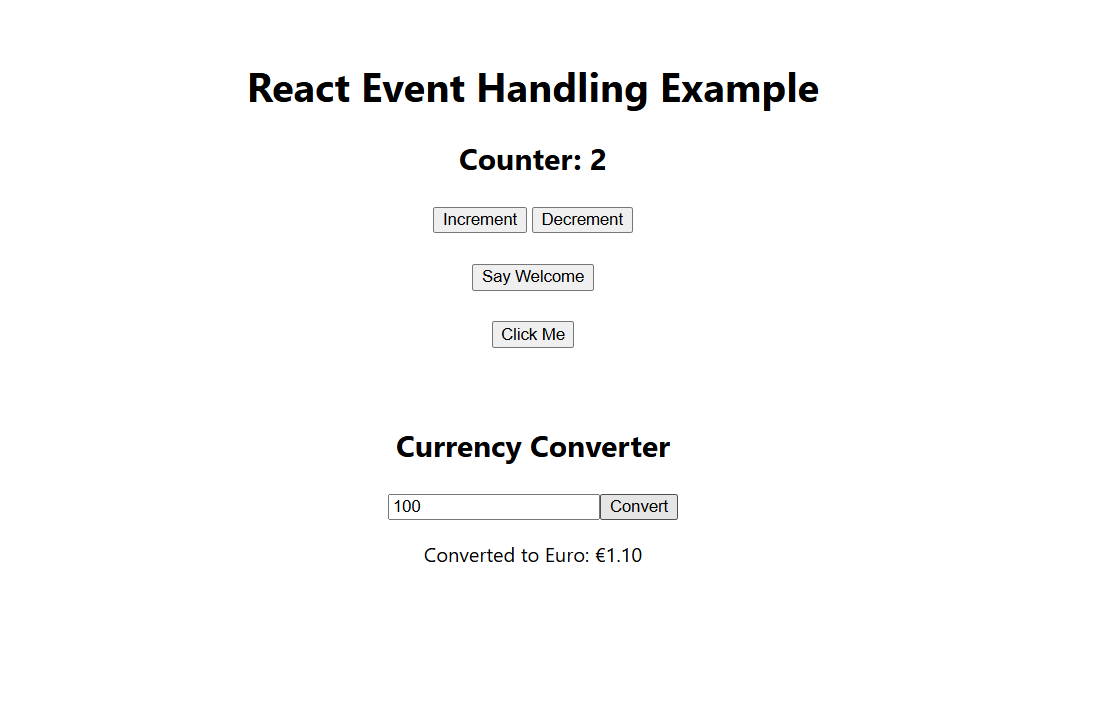 React Event Handling Example
Counter: 2
Increment Decrement
Say Welcome
Click Me
Currency Converter
100 Convert
Converted to Euro: €1.10